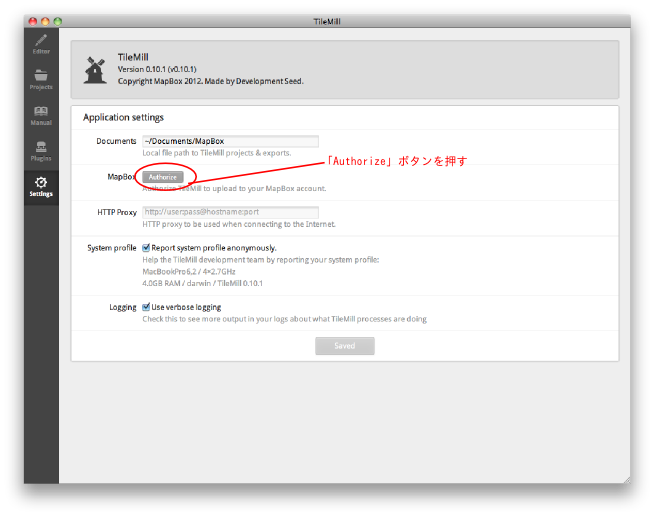 TileMill
Editor
Projects
Manual
Plugins
Settings
TileMill
Version 0.10.1 (v0.10.1)
Copyright MapBox 2012. Made by Development Seed.
Application settings
Documents ~/Documents/MapBox
Local file path to TileMill projects & exports.
「Authorize」ボタンを押す
MapBox Authorize
Authorize TileMill to upload to your MapBox account.
HTTP Proxy http://user:pass@hostname:port
HTTP proxy to be used when connecting to the Internet.
System profile Report system profile anonymously.
Help the TileMill development team by reporting your system profile:
MacBookPro6,2 / 4×2.7GHz
4.0GB RAM / darwin / TileMill 0.10.1
Logging Use verbose logging
Check this to see more output in your logs about what TileMill processes are doing
Saved